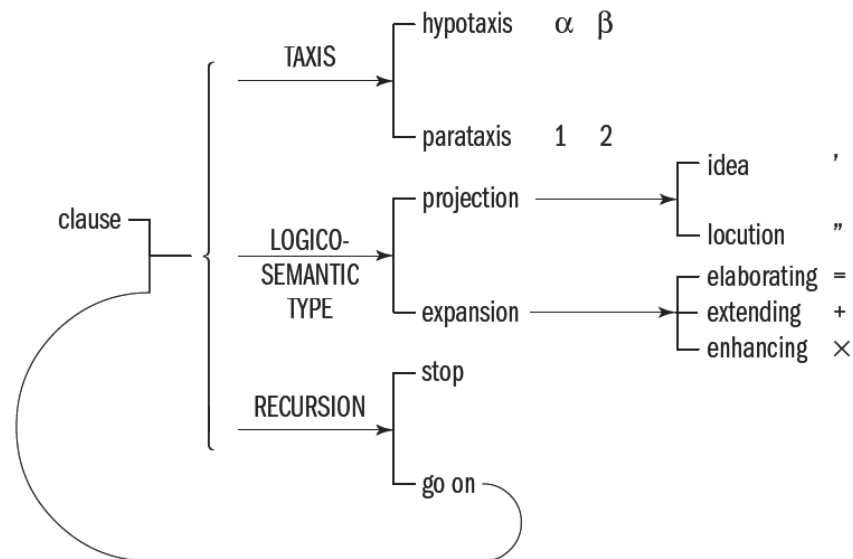 hypotaxis α β
TAXIS
parataxis 1 2
idea ’
projection
clause
locution ”
LOGICO-
SEMANTIC
TYPE
elaborating =
expansion
extending +
enhancing ×
stop
RECURSION
go on